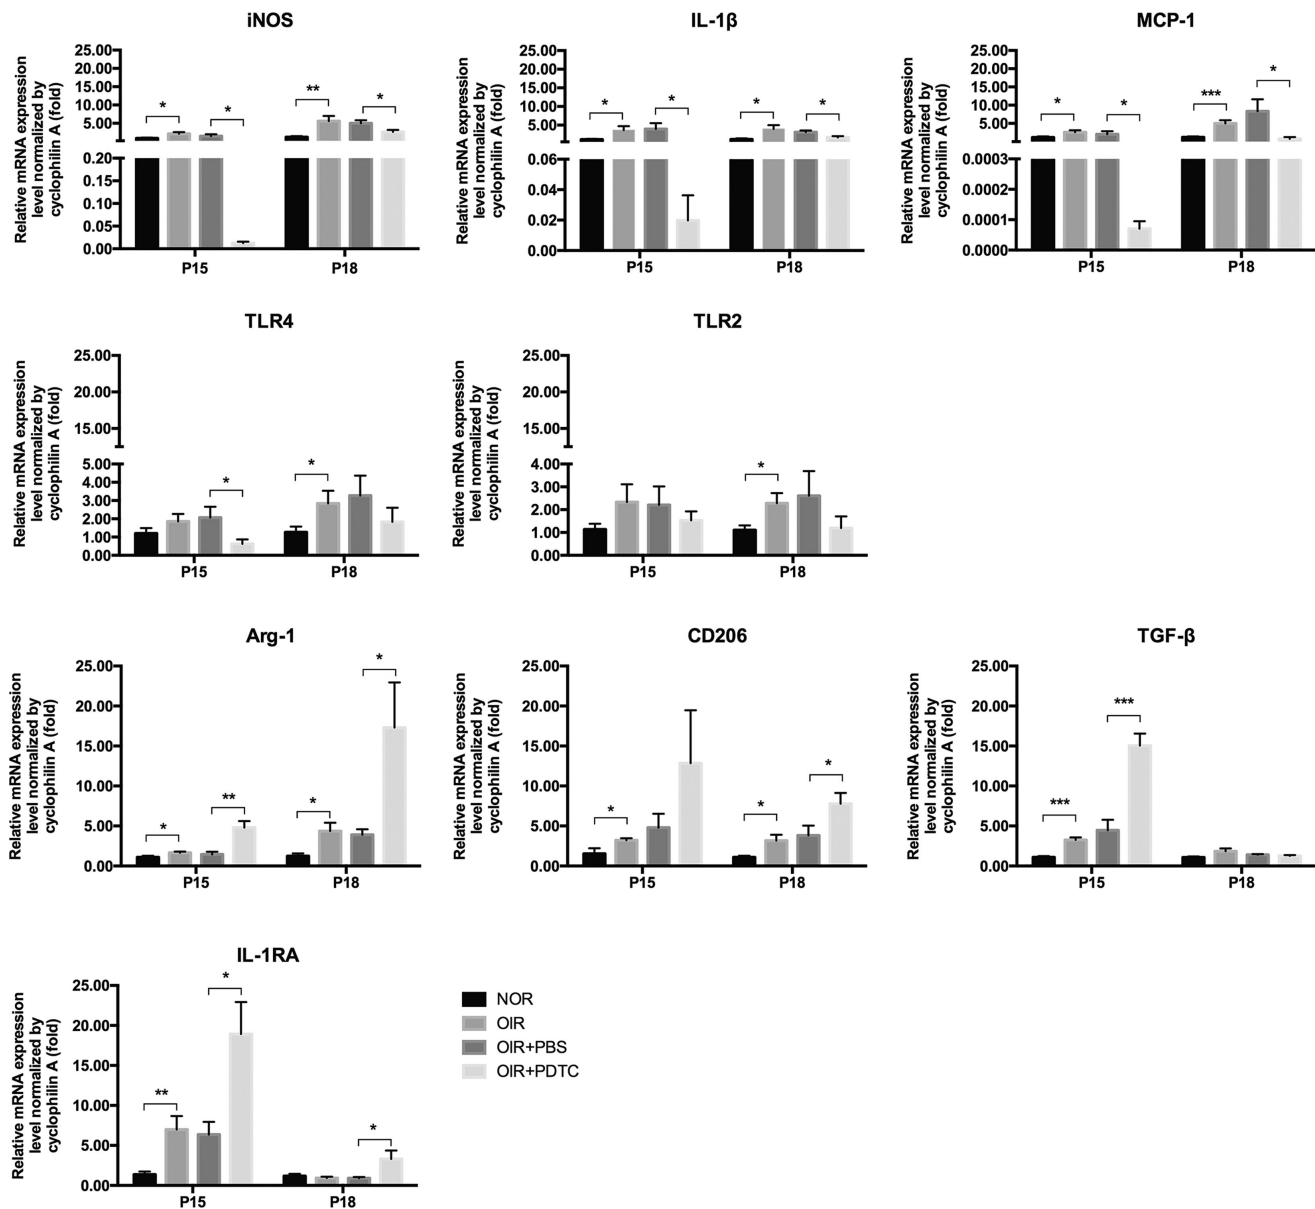 iNOS
Relative mRNA expression
level normalized by
cyclophilin A (fold)
25.00
20.00
15.00
10.00
5.00
0.20
0.15
0.10
0.05
0.00
*
*
**
*
P15
P18
IL-1β
Relative mRNA expression
level normalized by
cyclophilin A (fold)
25.00
20.00
15.00
10.00
5.00
0.06
0.04
0.02
0.00
*
*
*
*
P15
P18
MCP-1
Relative mRNA expression
level normalized by
cyclophilin A (fold)
25.00
20.00
15.00
10.00
5.00
0.0003
0.0002
0.0001
0.0000
*
*
***
*
P15
P18
TLR4
Relative mRNA expression
level normalized by
cyclophilin A (fold)
25.00
20.00
15.00
5.00
4.00
3.00
2.00
1.00
0.00
*
*
P15
P18
TLR2
Relative mRNA expression
level normalized by
cyclophilin A (fold)
25.00
20.00
15.00
4.00
3.00
2.00
1.00
0.00
*
P15
P18
Arg-1
Relative mRNA expression
level normalized by
cyclophilin A (fold)
25.00
20.00
15.00
10.00
5.00
0.00
*
**
*
*
P15
P18
CD206
Relative mRNA expression
level normalized by
cyclophilin A (fold)
25.00
20.00
15.00
10.00
5.00
0.00
*
*
*
P15
P18
TGF-β
Relative mRNA expression
level normalized by
cyclophilin A (fold)
25.00
20.00
15.00
10.00
5.00
0.00
***
***
P15
P18
IL-1RA
Relative mRNA expression
level normalized by
cyclophilin A (fold)
25.00
20.00
15.00
10.00
5.00
0.00
**
*
*
P15
P18
NOR
OIR
OIR+PBS
OIR+PDTC